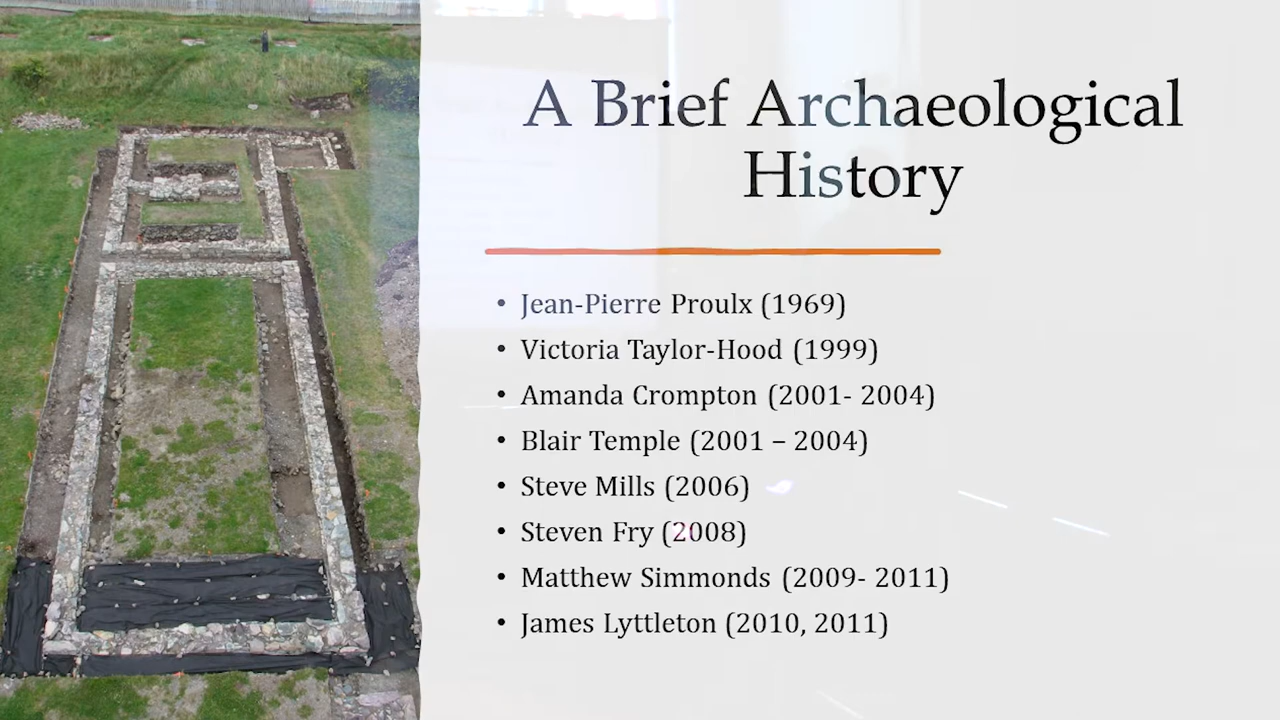 A Brief Archaeological
History
• Jean-Pierre Proulx (1969)
• Victoria Taylor-Hood (1999)
• Amanda Crompton (2001- 2004)
• Blair Temple (2001 – 2004)
• Steve Mills (2006)
• Steven Fry (2008)
• Matthew Simmonds (2009- 2011)
• James Lyttleton (2010, 2011)